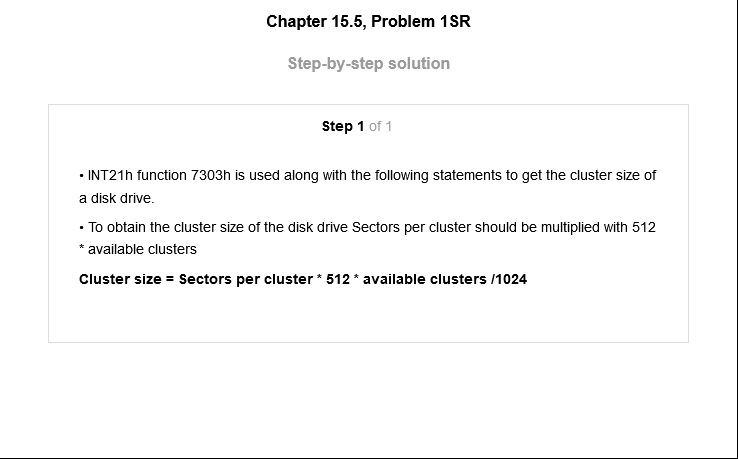 Chapter 15.5, Problem 1SR
Step-by-step solution
Step 1 of 1
• INT21h function 7303h is used along with the following statements to get the cluster size of
a disk drive.
• To obtain the cluster size of the disk drive Sectors per cluster should be multiplied with 512
* available clusters
Cluster size = Sectors per cluster * 512 * available clusters /1024